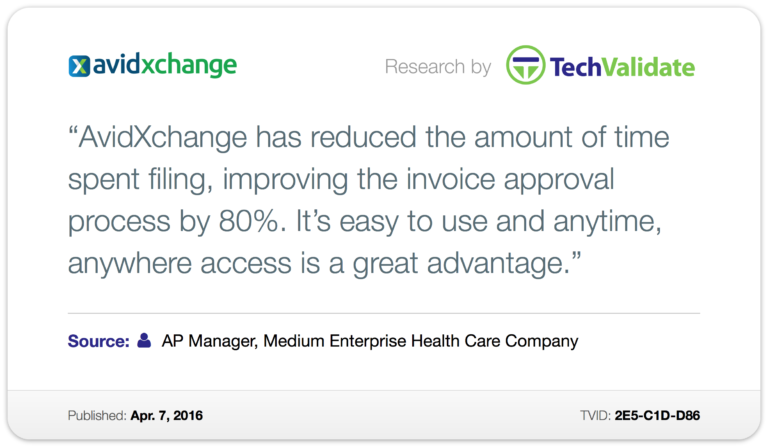 avidxchange
Research by TechValidate
“AvidXchange has reduced the amount of time
spent filing, improving the invoice approval
process by 80%. It’s easy to use and anytime,
anywhere access is a great advantage.”
Source: AP Manager, Medium Enterprise Health Care Company
Published: Apr. 7, 2016
TVID: 2E5-C1D-D86